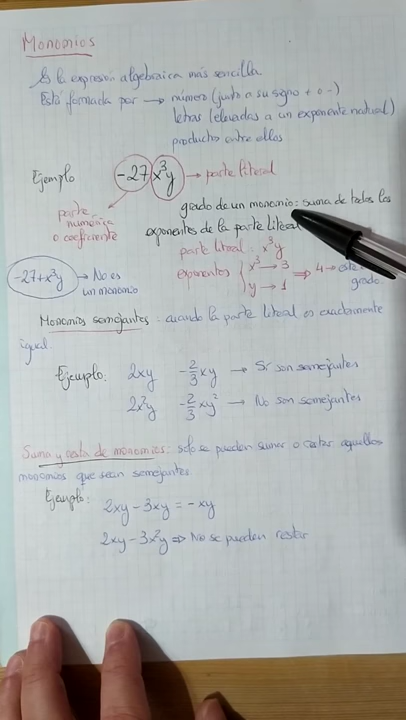 Monomios
Es la expresión algebraica más sencilla
Está formada por → número (junto a su signo + o -)
letras (elevadas a un exponente natural)
productos entre ellos
Ejemplo -27x³y → parte literal
parte numérica o coeficiente
grado de un monomio: suma de todos los
exponentes de la parte literal
parte literal: x³y
exponentes { x³ → 3
y → 1 ⇒ 4 → este
grado.
-27+x³y → No es
un monomio
Monomios semejantes: cuando la parte literal es exactamente
igual.
Ejemplo: 2xy -2/3xy → Sí son semejantes
2x²y -2/3xy² → No son semejantes
Suma y resta de monomios: solo se pueden sumar o restar aquellos
monomios que sean semejantes.
Ejemplo:
2xy - 3xy = -xy
2xy - 3x²y ⇒ No se pueden restar